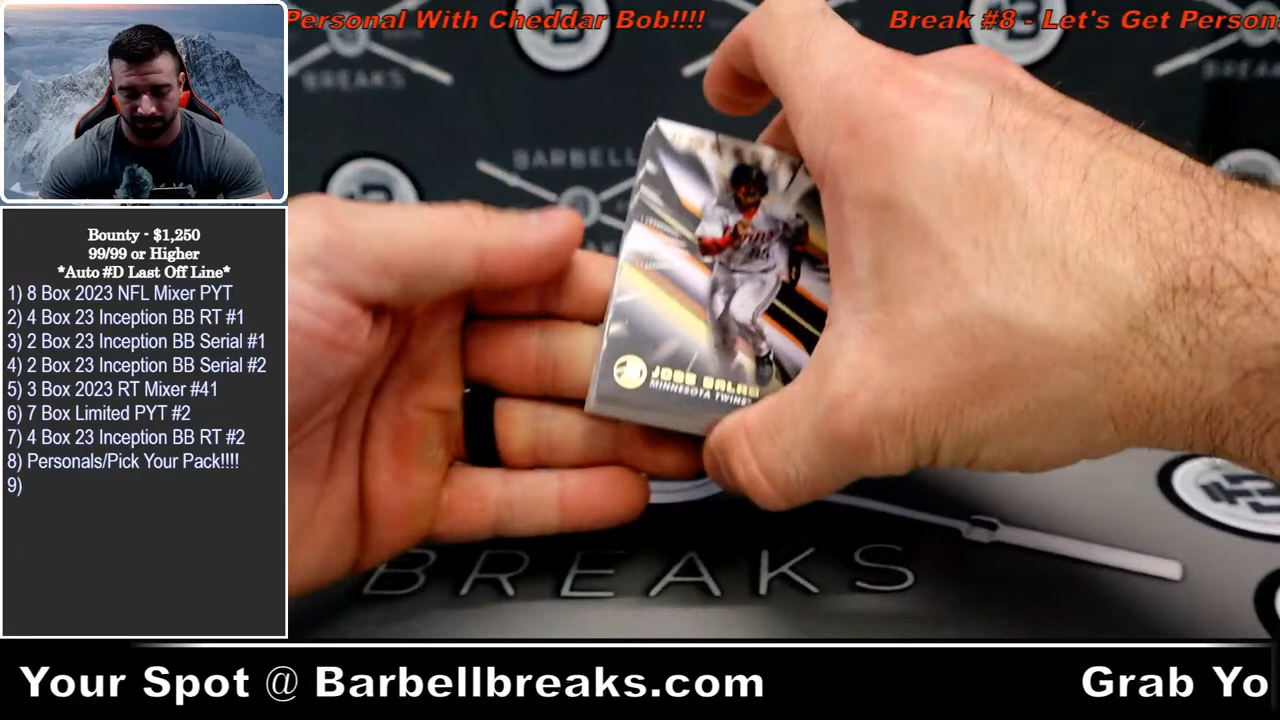 Personal With Cheddar Bob!!!!
Break #8 - Let's Get Person
BREAKS
BARBELL
Bounty - $1,250
99/99 or Higher
*Auto #D Last Off Line*
1) 8 Box 2023 NFL Mixer PYT
2) 4 Box 23 Inception BB RT #1
3) 2 Box 23 Inception BB Serial #1
4) 2 Box 23 Inception BB Serial #2
5) 3 Box 2023 RT Mixer #41
6) 7 Box Limited PYT #2
7) 4 Box 23 Inception BB RT #2
8) Personals/Pick Your Pack!!!!
9)
JOSE SALAS
MINNESOTA TWINS
BREAKS
Your Spot @ Barbellbreaks.com
Grab Yo